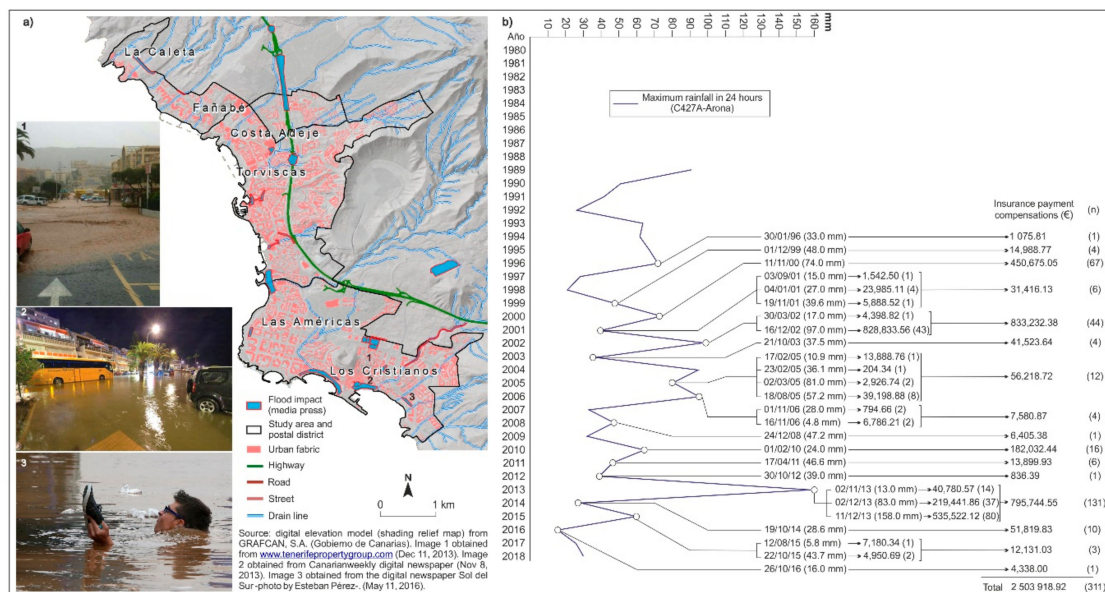 a)
La Caleta
Fañabé
Costa Adeje
Torviscas
Las Américas
Los Cristianos
1
2
3
1
2
3
Flood impact
(media press)
Study area and
postal district
Urban fabric
Highway
Road
Street
Drain line
N
0
1 km
Source: digital elevation model (shading relief map) from
GRAFCAN, S.A. (Gobierno de Canarias). Image 1 obtained
from www.tenerifepropertygroup.com (Dec 11, 2013). Image
2 obtained from Canarianweekly digital newspaper (Nov 8,
2013). Image 3 obtained from the digital newspaper Sol del
Sur -photo by Esteban Pérez-. (May 11, 2016).
b)
10 20 30 40 50 60 70 80 90 100 110 120 130 140 150 160 mm
Año
1980
1981
1982
1983
1984
1985
1986
1987
1988
1989
1990
1991
1992
1993
1994
1995
1996
1997
1998
1999
2000
2001
2002
2003
2004
2005
2006
2007
2008
2009
2010
2011
2012
2013
2014
2015
2016
2017
2018
Maximum rainfall in 24 hours
(C427A-Arona)
Insurance payment
compensations (€) (n)
30/01/96 (33.0 mm) 1 075.81 (1)
01/12/99 (48.0 mm) 14,988.77 (4)
11/11/00 (74.0 mm) 450,675.05 (67)
03/09/01 (15.0 mm) 1,542.50 (1)
04/01/01 (27.0 mm) 23,985.11 (4) 31,416.13 (6)
19/11/01 (39.6 mm) 5,888.52 (1)
30/03/02 (17.0 mm) 4,398.82 (1)
16/12/02 (97.0 mm) 828,833.56 (43) 833,232.38 (44)
21/10/03 (37.5 mm) 41,523.64 (4)
17/02/05 (10.9 mm) 13,888.76 (1)
23/02/05 (36.1 mm) 204.34 (1)
02/03/05 (81.0 mm) 2,926.74 (2) 56,218.72 (12)
18/08/05 (57.2 mm) 39,198.88 (8)
01/11/06 (28.0 mm) 794.66 (2)
16/11/06 (4.8 mm) 6,786.21 (2) 7,580.87 (4)
24/12/08 (47.2 mm) 6,405.38 (1)
01/02/10 (64.0 mm) 182,032.44 (16)
17/04/11 (46.6 mm) 13,899.93 (6)
30/10/12 (39.0 mm) 836.39 (1)
02/11/13 (13.0 mm) 40,780.57 (14)
02/12/13 (83.0 mm) 219,441.86 (37) 795,744.55 (131)
11/12/13 (158.0 mm) 535,522.12 (80)
19/10/14 (28.6 mm) 51,819.83 (10)
12/08/15 (5.8 mm) 7,180.34 (1)
22/10/15 (43.7 mm) 4,950.69 (2) 12,131.03 (3)
26/10/16 (16.0 mm) 4,338.00 (1)
Total 2 503 918.92 (311)